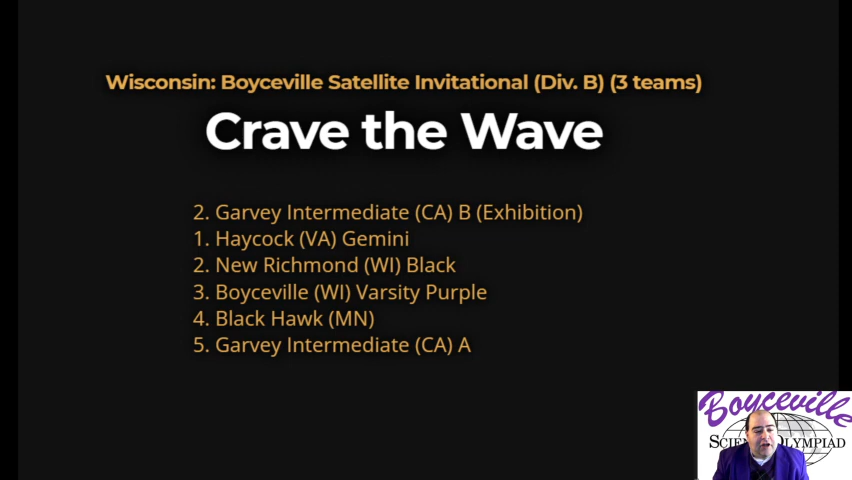 Wisconsin: Boyceville Satellite Invitational (Div. B) (3 teams)
Crave the Wave
2. Garvey Intermediate (CA) B (Exhibition)
1. Haycock (VA) Gemini
2. New Richmond (WI) Black
3. Boyceville (WI) Varsity Purple
4. Black Hawk (MN)
5. Garvey Intermediate (CA) A
Boyceville
OLYMPIAD